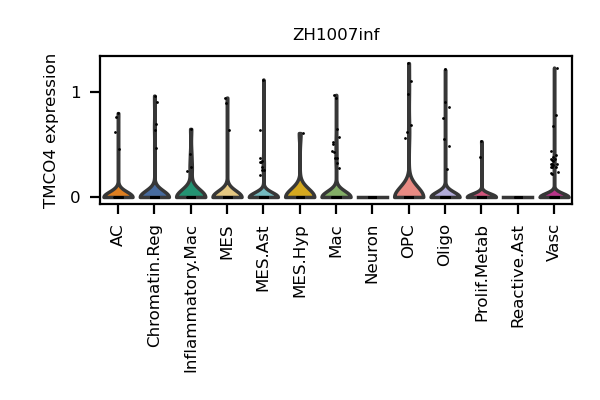 ZH1007inf
TMCO4 expression
1
0
AC
Chromatin.Reg
Inflammatory.Mac
MES
MES.Ast
MES.Hyp
Mac
Neuron
OPC
Oligo
Prolif.Metab
Reactive.Ast
Vasc